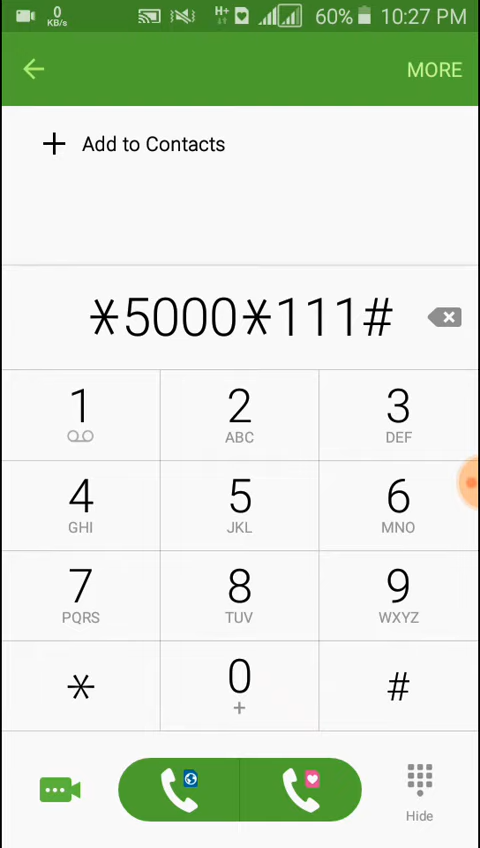 0 KB/s H+ 60% 10:27 PM
MORE
Add to Contacts
*5000*111#
1 2 ABC 3 DEF
4 GHI 5 JKL 6 MNO
7 PQRS 8 TUV 9 WXYZ
* 0 + #
Hide